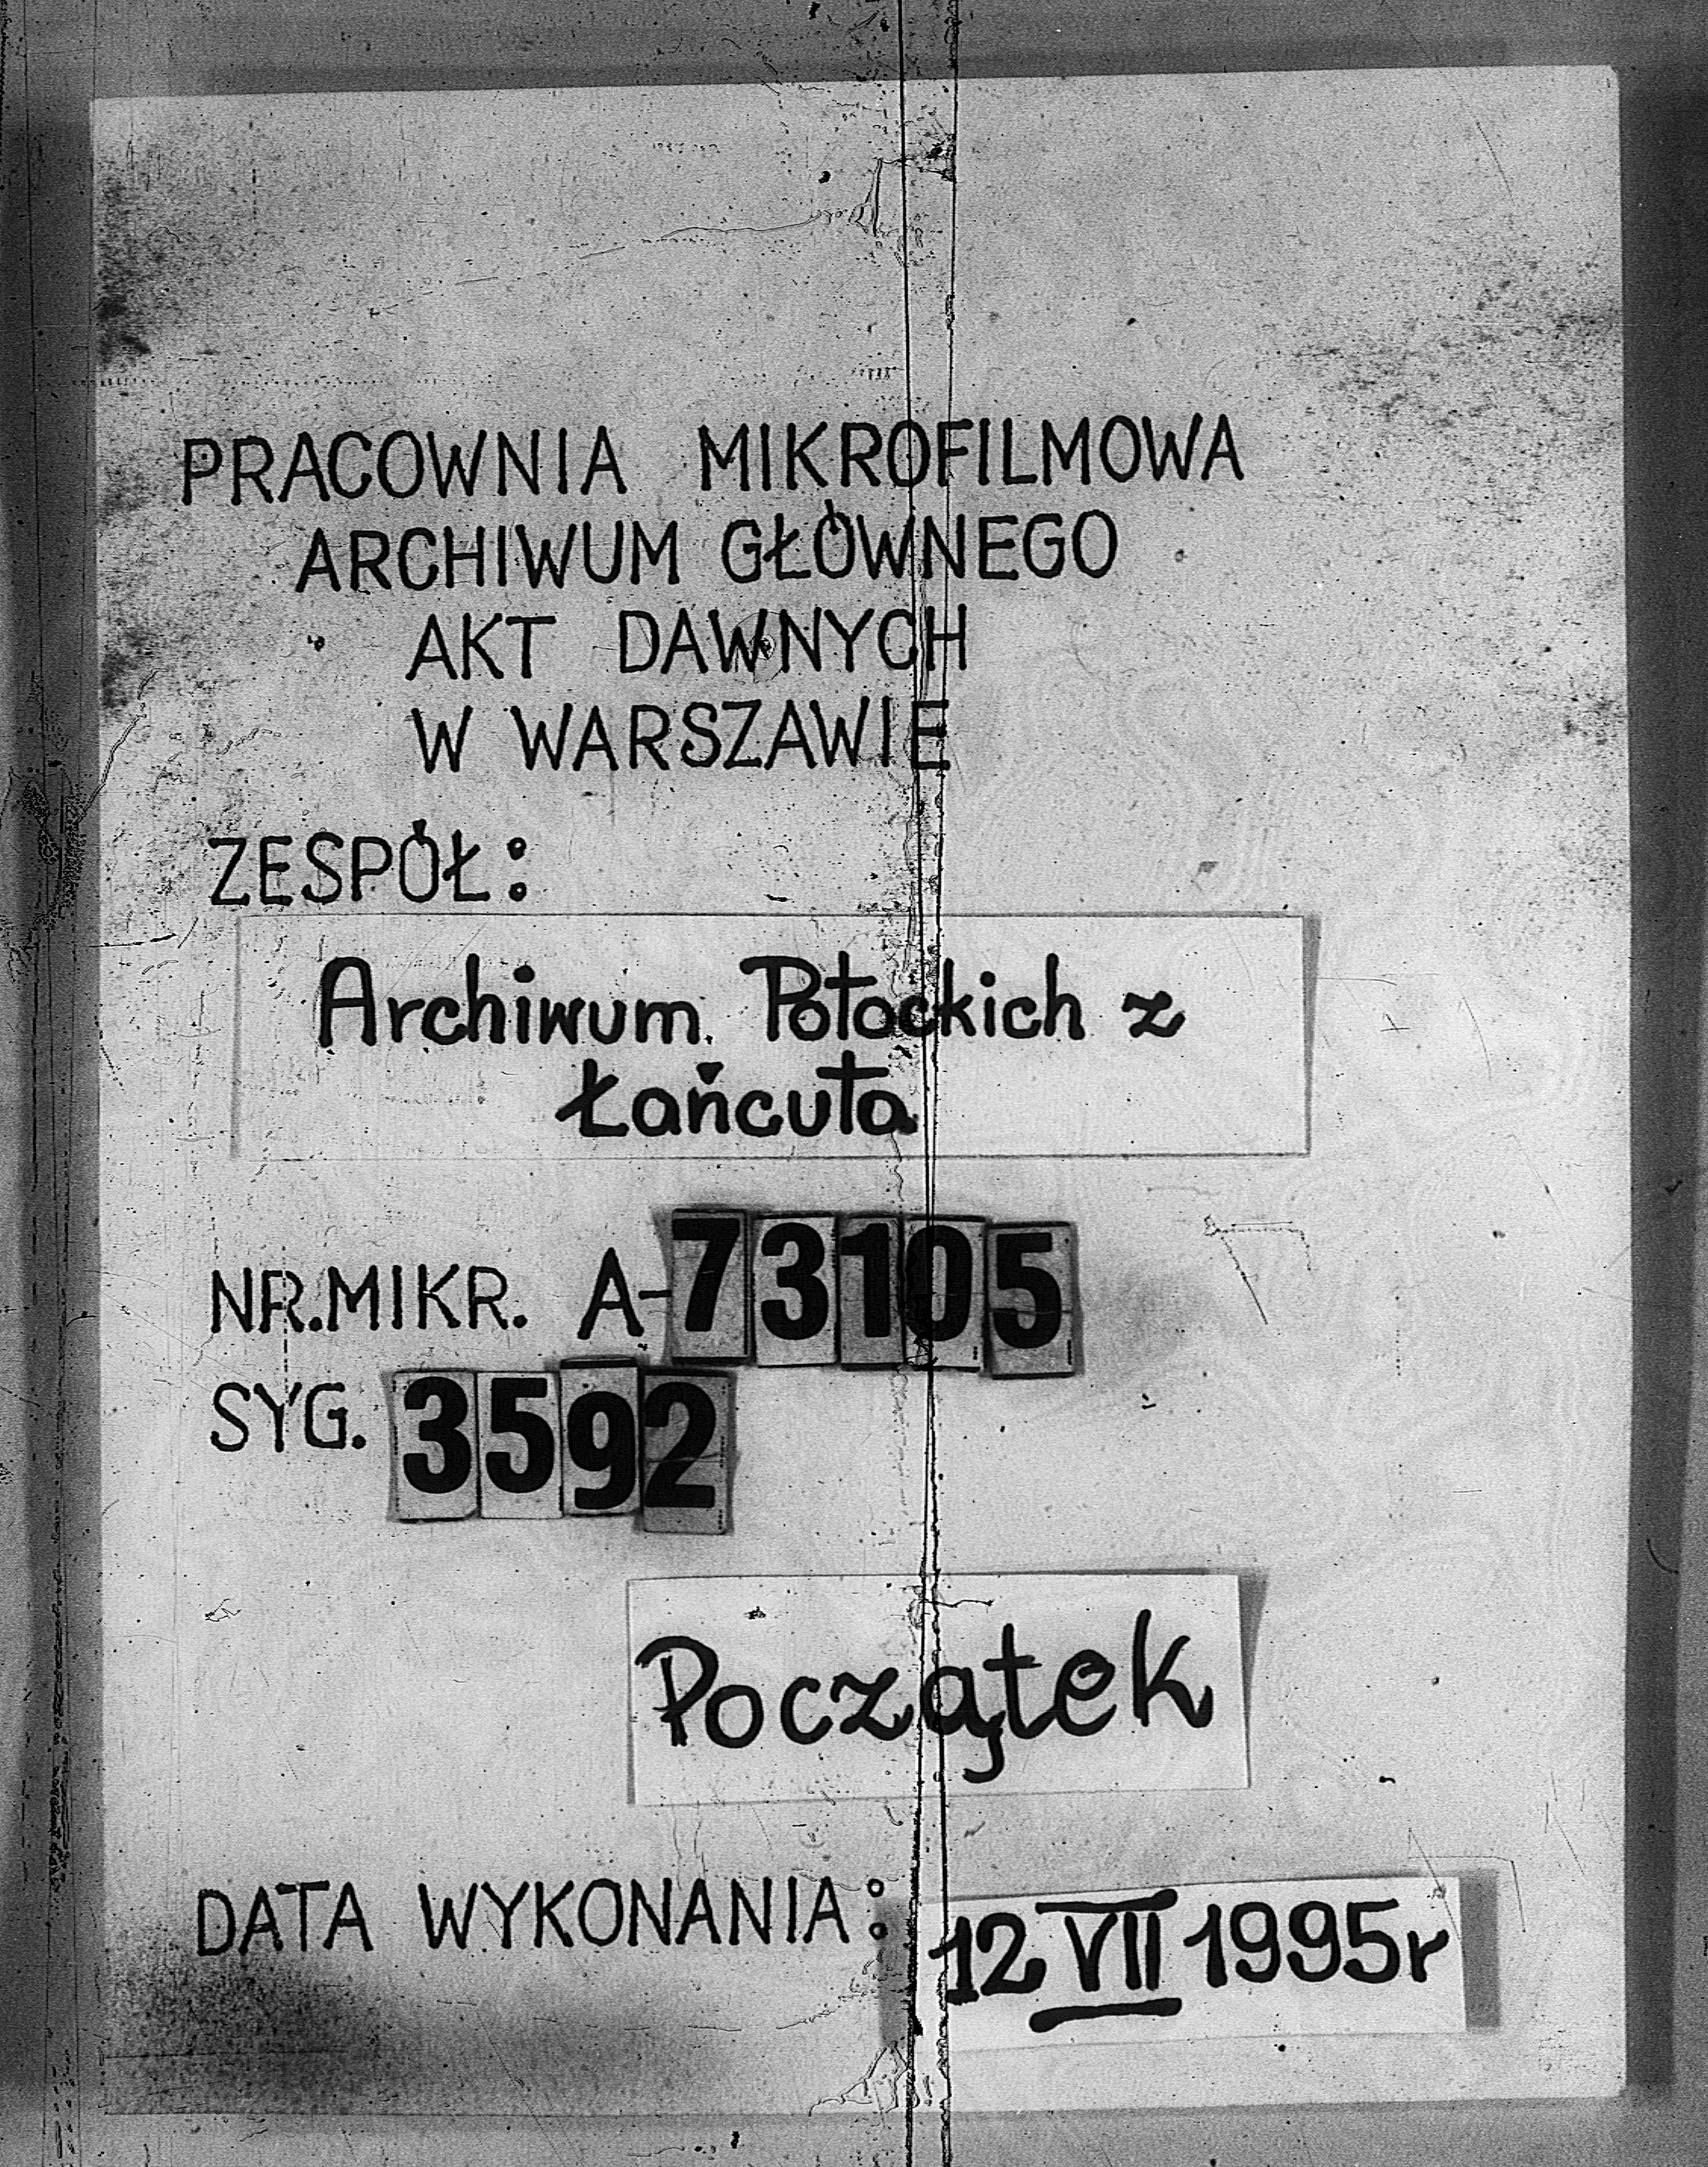 PRACOWNIA MIKROFILMOWA
ARCHIWUM GŁÓWNEGO
AKT DAWNYCH
W WARSZAWIE
ZESPÓŁ:
Archiwum Potockich z
Łańcuta
NR.MIKR. A-73105
SYG. 3592
Początek
DATA WYKONANIA: 12 VII 1995r